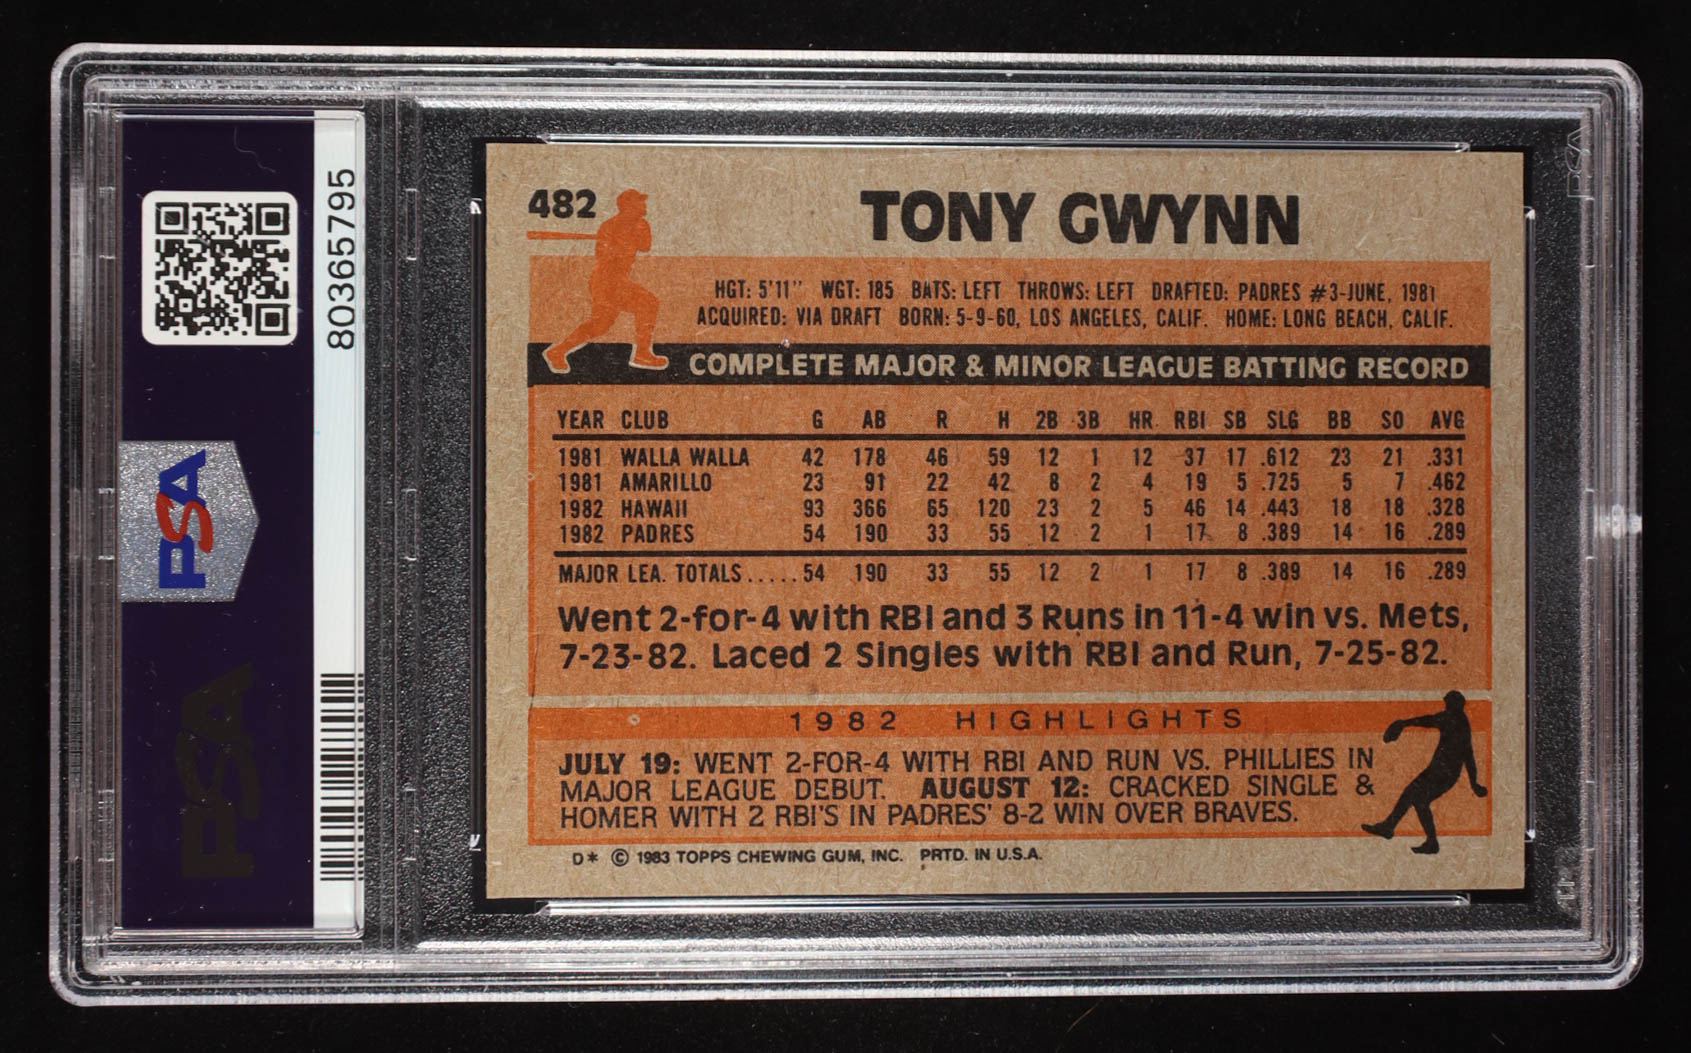 80365795
PSA
PSA
482
TONY GWYNN
HGT: 5'11" WGT: 185 BATS: LEFT THROWS: LEFT DRAFTED: PADRES #3-JUNE, 1981
ACQUIRED: VIA DRAFT BORN: 5-9-60, LOS ANGELES, CALIF. HOME: LONG BEACH, CALIF.
COMPLETE MAJOR & MINOR LEAGUE BATTING RECORD
YEAR CLUB G AB R H 2B 3B HR RBI SB SLG BB SO AVG
1981 WALLA WALLA 42 178 46 59 12 1 12 37 17 .612 23 21 .331
1981 AMARILLO 23 91 22 42 8 2 4 19 5 .725 5 7 .462
1982 HAWAII 93 366 65 120 23 2 5 46 14 .443 18 18 .328
1982 PADRES 54 190 33 55 12 2 1 17 8 .389 14 16 .289
MAJOR LEA. TOTALS.....54 190 33 55 12 2 1 17 8 .389 14 16 .289
Went 2-for-4 with RBI and 3 Runs in 11-4 win vs. Mets,
7-23-82. Laced 2 Singles with RBI and Run, 7-25-82.
1982 HIGHLIGHTS
JULY 19: WENT 2-FOR-4 WITH RBI AND RUN VS. PHILLIES IN
MAJOR LEAGUE DEBUT. AUGUST 12: CRACKED SINGLE &
HOMER WITH 2 RBI'S IN PADRES' 8-2 WIN OVER BRAVES.
D* © 1983 TOPPS CHEWING GUM, INC. PRTD. IN U.S.A.
PSA